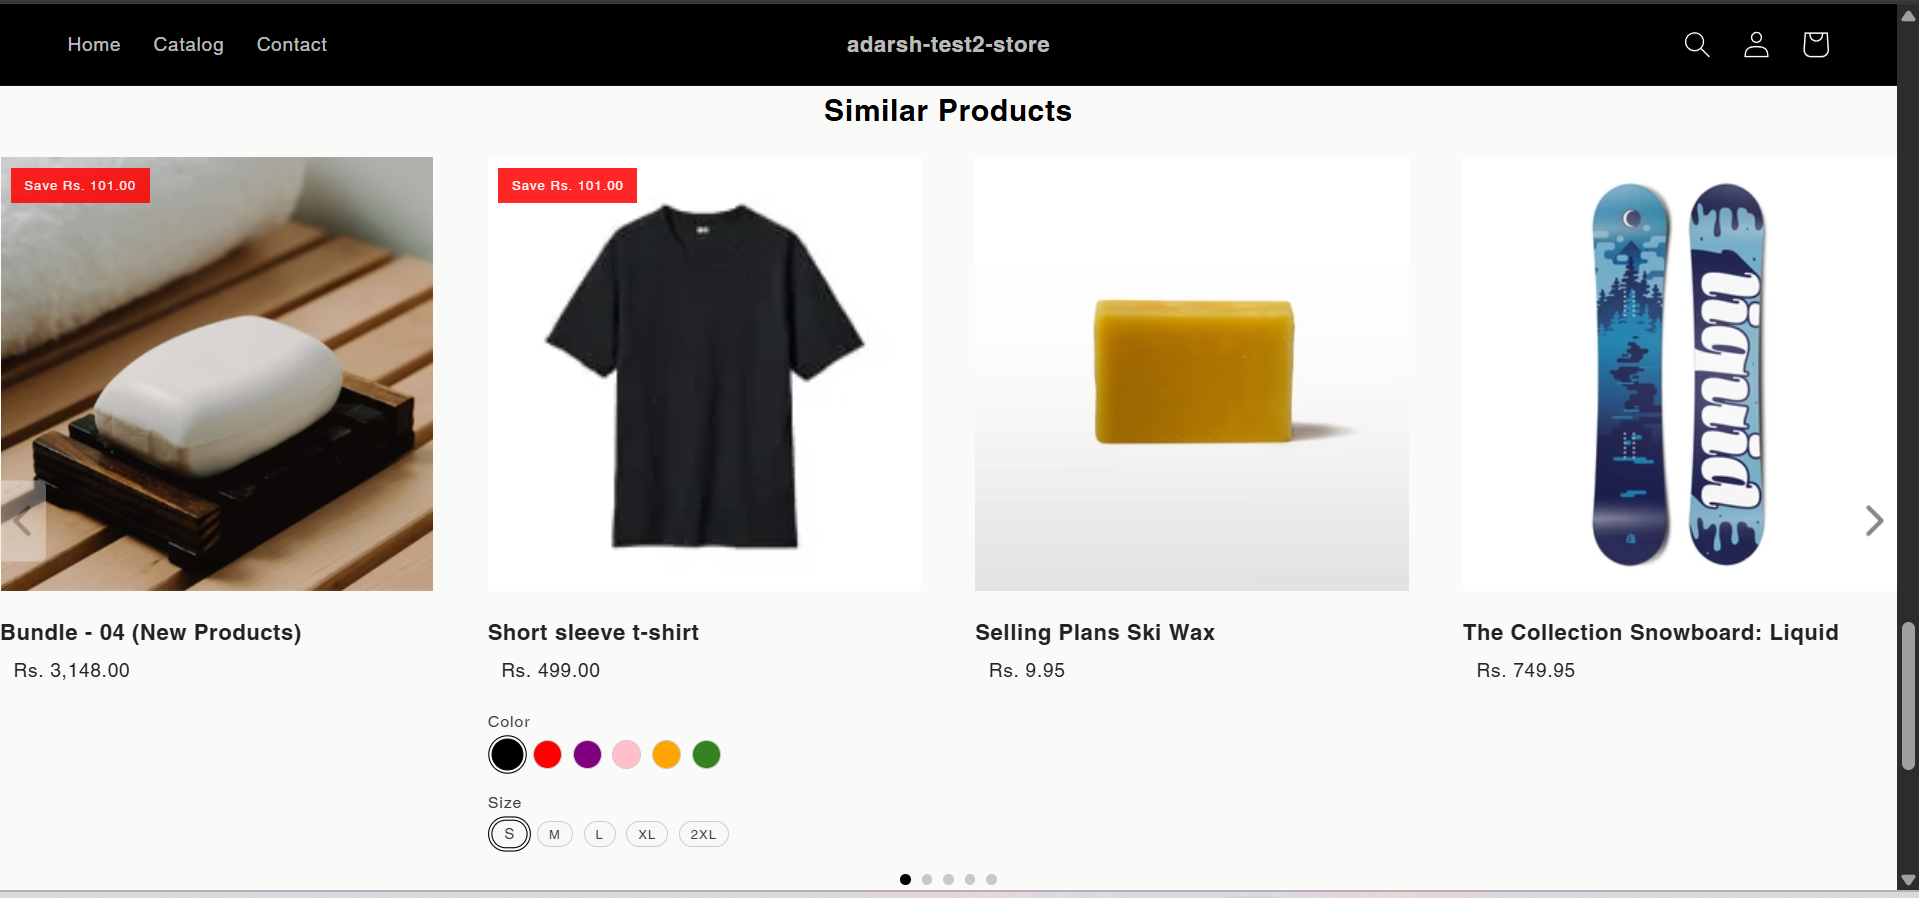 Home Catalog Contact
adarsh-test2-store
Similar Products
Save Rs. 101.00
Save Rs. 101.00
liquid
Bundle - 04 (New Products)
Rs. 3,148.00
Short sleeve t-shirt
Rs. 499.00
Selling Plans Ski Wax
Rs. 9.95
The Collection Snowboard: Liquid
Rs. 749.95
Color
Size
S M L XL 2XL